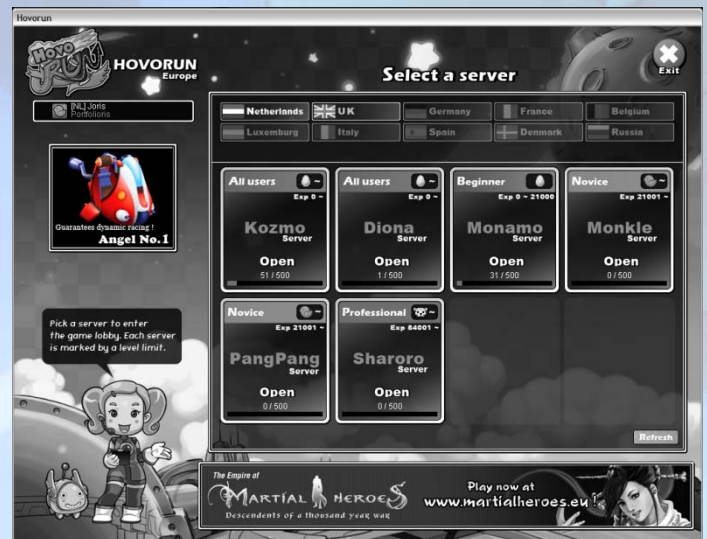 Hovorun
Hovo
RUN
HOVORUN
Europe
Select a server
Exit
[NL] Joris
Portfolioris
Netherlands
UK
Germany
France
Belgium
Luxemburg
Italy
Spain
Denmark
Russia
Guarantees dynamic racing !
Angel No.1
All users ~
Exp 0 ~
Kozmo
Server
Open
51 / 500
All users ~
Exp 0 ~
Diona
Server
Open
1 / 500
Beginner
Exp 0 ~ 21000
Monamo
Server
Open
31 / 500
Novice ~
Exp 21001 ~
Monkle
Server
Open
0 / 500
Novice ~
Exp 21001 ~
PangPang
Server
Open
0 / 500
Professional ~
Exp 84001 ~
Sharoro
Server
Open
0 / 500
Pick a server to enter
the game lobby. Each server
is marked by a level limit.
Refresh
The Empire of
MARTIAL HEROES
Descendents of a thousand year war
Play now at
www.martialheroes.eu